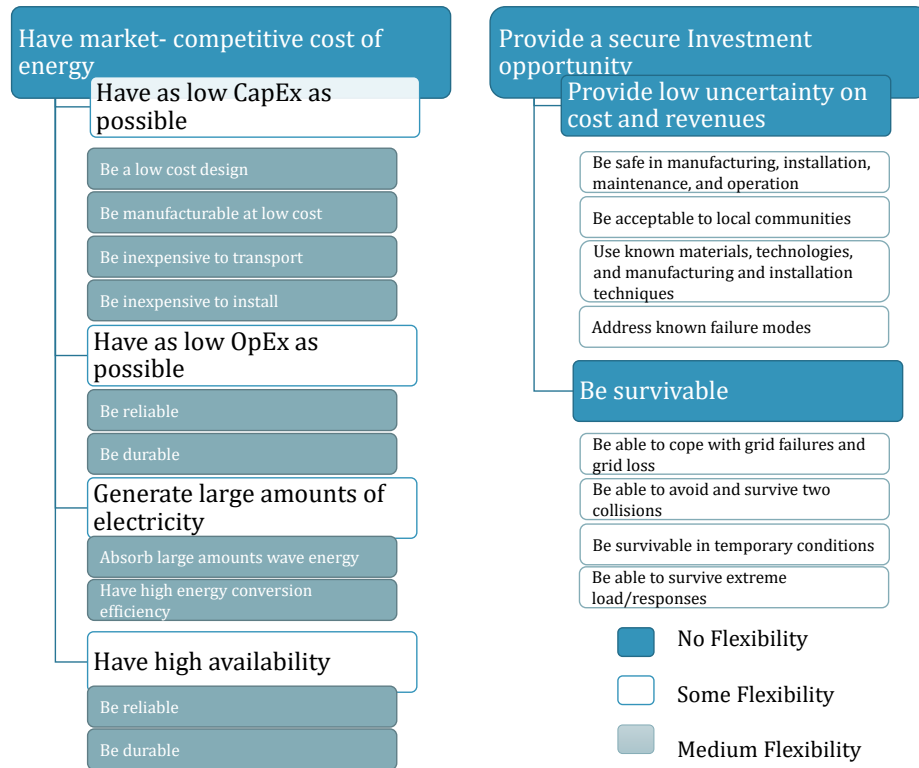 Have market- competitive cost of
energy
Have as low CapEx as
possible
Be a low cost design
Be manufacturable at low cost
Be inexpensive to transport
Be inexpensive to install
Have as low OpEx as
possible
Be reliable
Be durable
Generate large amounts of
electricity
Absorb large amounts wave energy
Have high energy conversion
efficiency
Have high availability
Be reliable
Be durable
Provide a secure Investment
opportunity
Provide low uncertainty on
cost and revenues
Be safe in manufacturing, installation,
maintenance, and operation
Be acceptable to local communities
Use known materials, technologies,
and manufacturing and installation
techniques
Address known failure modes
Be survivable
Be able to cope with grid failures and
grid loss
Be able to avoid and survive two
collisions
Be survivable in temporary conditions
Be able to survive extreme
load/responses
No Flexibility
Some Flexibility
Medium Flexibility